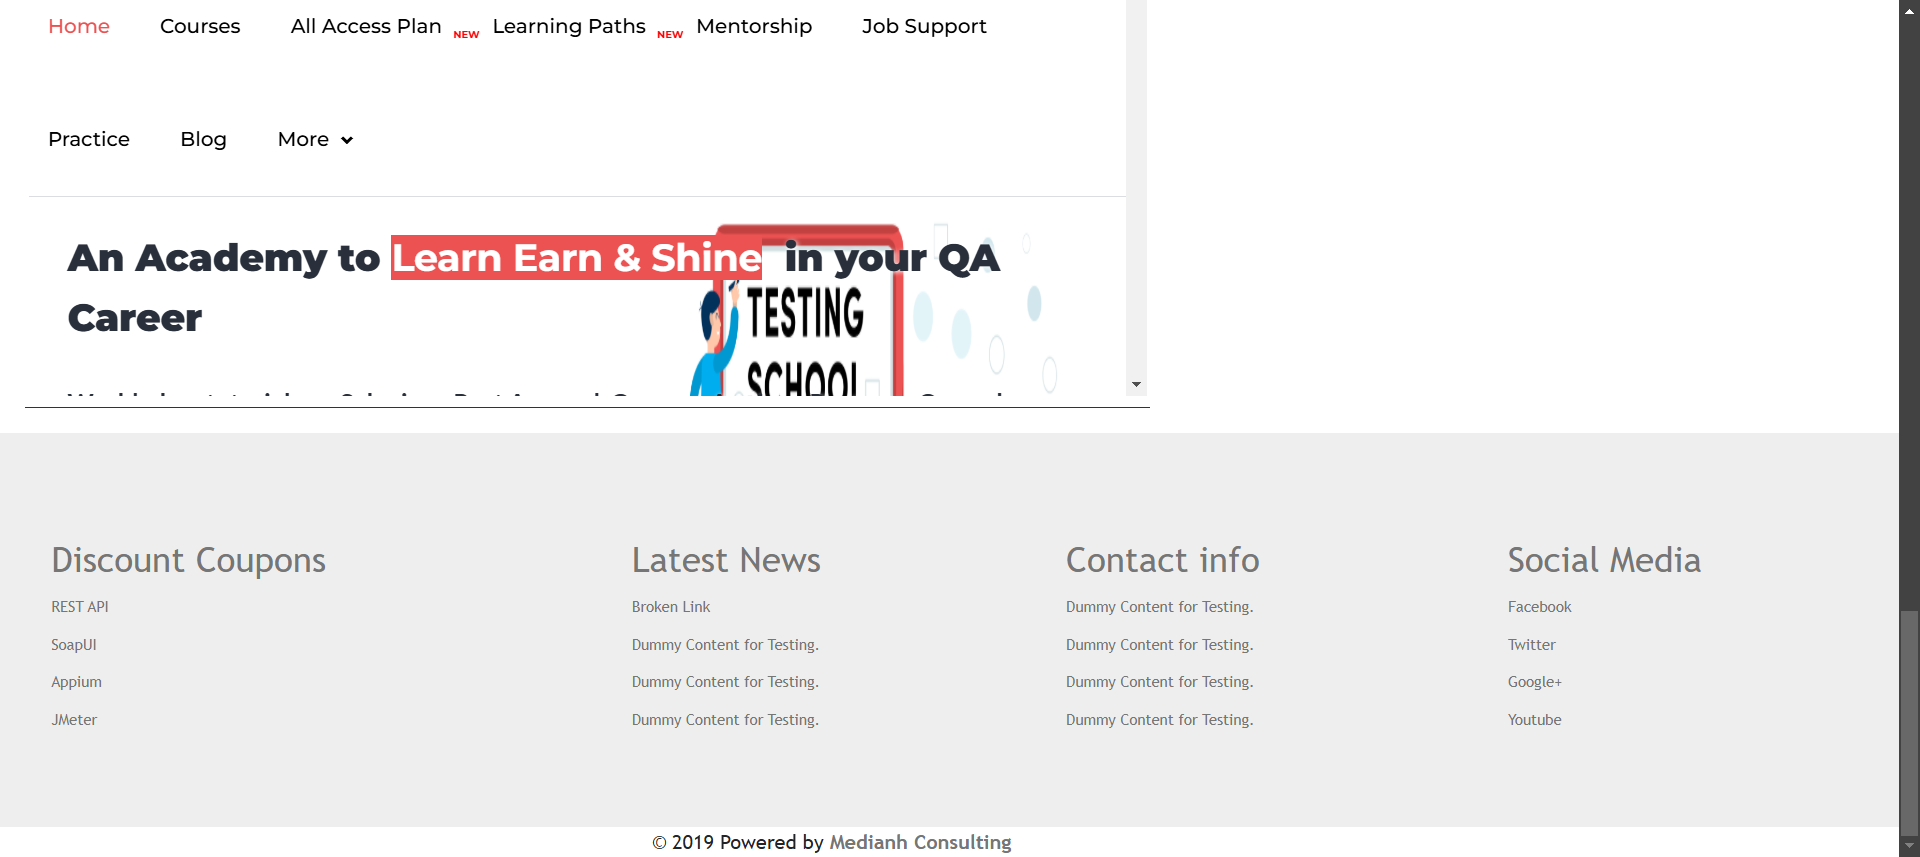 Home Courses All Access Plan NEW Learning Paths NEW Mentorship Job Support
Practice Blog More
An Academy to Learn Earn & Shine in your QA
Career
TESTING
SCHOOL
Discount Coupons
REST API
SoapUI
Appium
JMeter
Latest News
Broken Link
Dummy Content for Testing.
Dummy Content for Testing.
Dummy Content for Testing.
Contact info
Dummy Content for Testing.
Dummy Content for Testing.
Dummy Content for Testing.
Dummy Content for Testing.
Social Media
Facebook
Twitter
Google+
Youtube
© 2019 Powered by Medianh Consulting